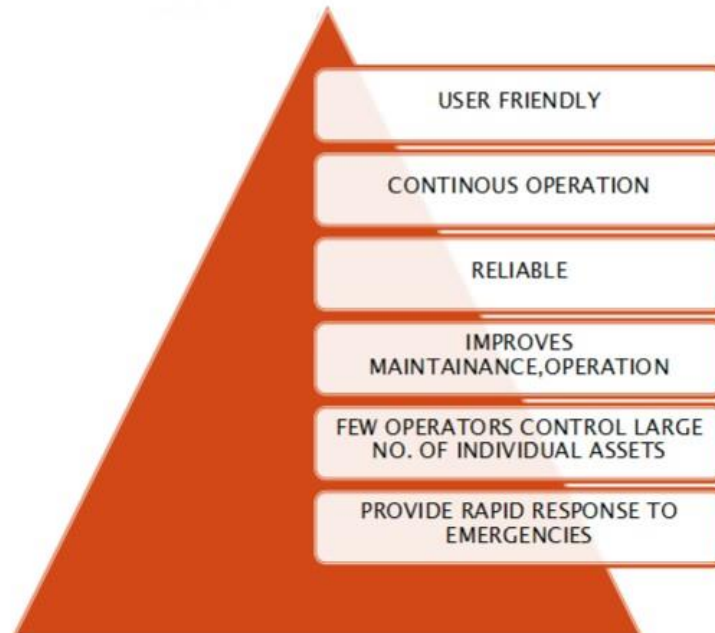 USER FRIENDLY
CONTINOUS OPERATION
RELIABLE
IMPROVES
MAINTAINANCE,OPERATION
FEW OPERATORS CONTROL LARGE
NO. OF INDIVIDUAL ASSETS
PROVIDE RAPID RESPONSE TO
EMERGENCIES